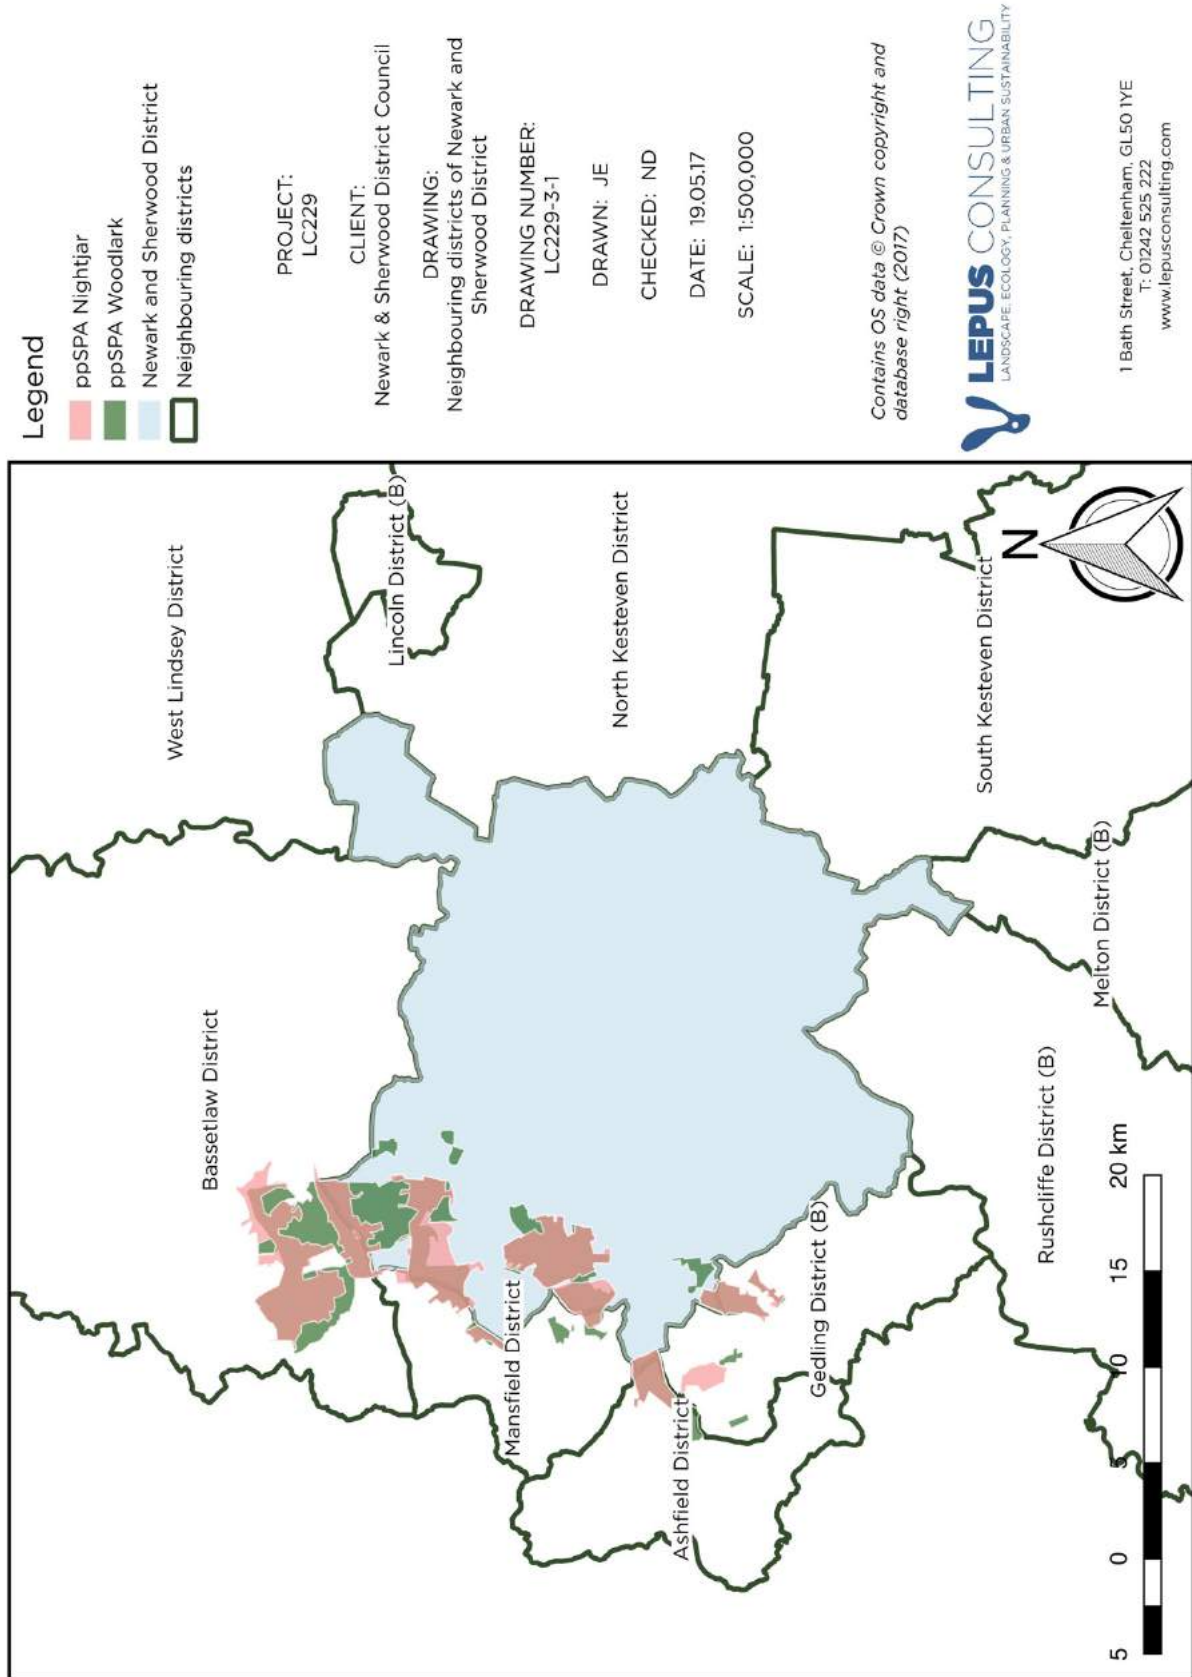 Legend
ppSPA Nightjar
ppSPA Woodlark
Newark and Sherwood District
Neighbouring districts
PROJECT:
LC229
CLIENT:
Newark & Sherwood District Council
DRAWING:
Neighbouring districts of Newark and
Sherwood District
DRAWING NUMBER:
LC229-3-1
DRAWN: JE
CHECKED: ND
DATE: 19.05.17
SCALE: 1:500,000
Contains OS data © Crown copyright and
database right (2017)
LEPUS CONSULTING
LANDSCAPE, ECOLOGY, PLANNING & URBAN SUSTAINABILITY
1 Bath Street, Cheltenham, GL50 1YE
T: 01242 525 222
www.lepusconsulting.com
West Lindsey District
Bassetlaw District
Lincoln District (B)
Mansfield District
North Kesteven District
Ashfield District
Gedling District (B)
South Kesteven District
Rushcliffe District (B)
Melton District (B)
N
5 0 5 10 15 20 km